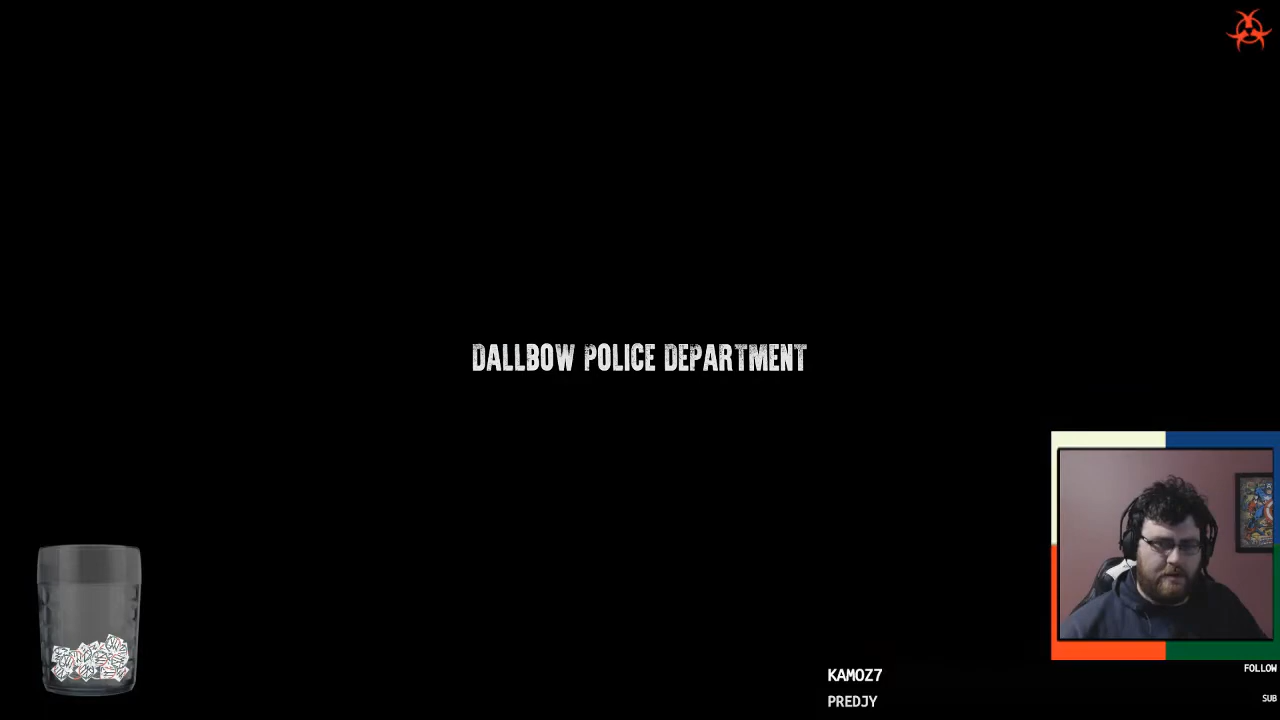 DALLBOW POLICE DEPARTMENT
KAMOZ7
FOLLOW
PREDJY
SUB